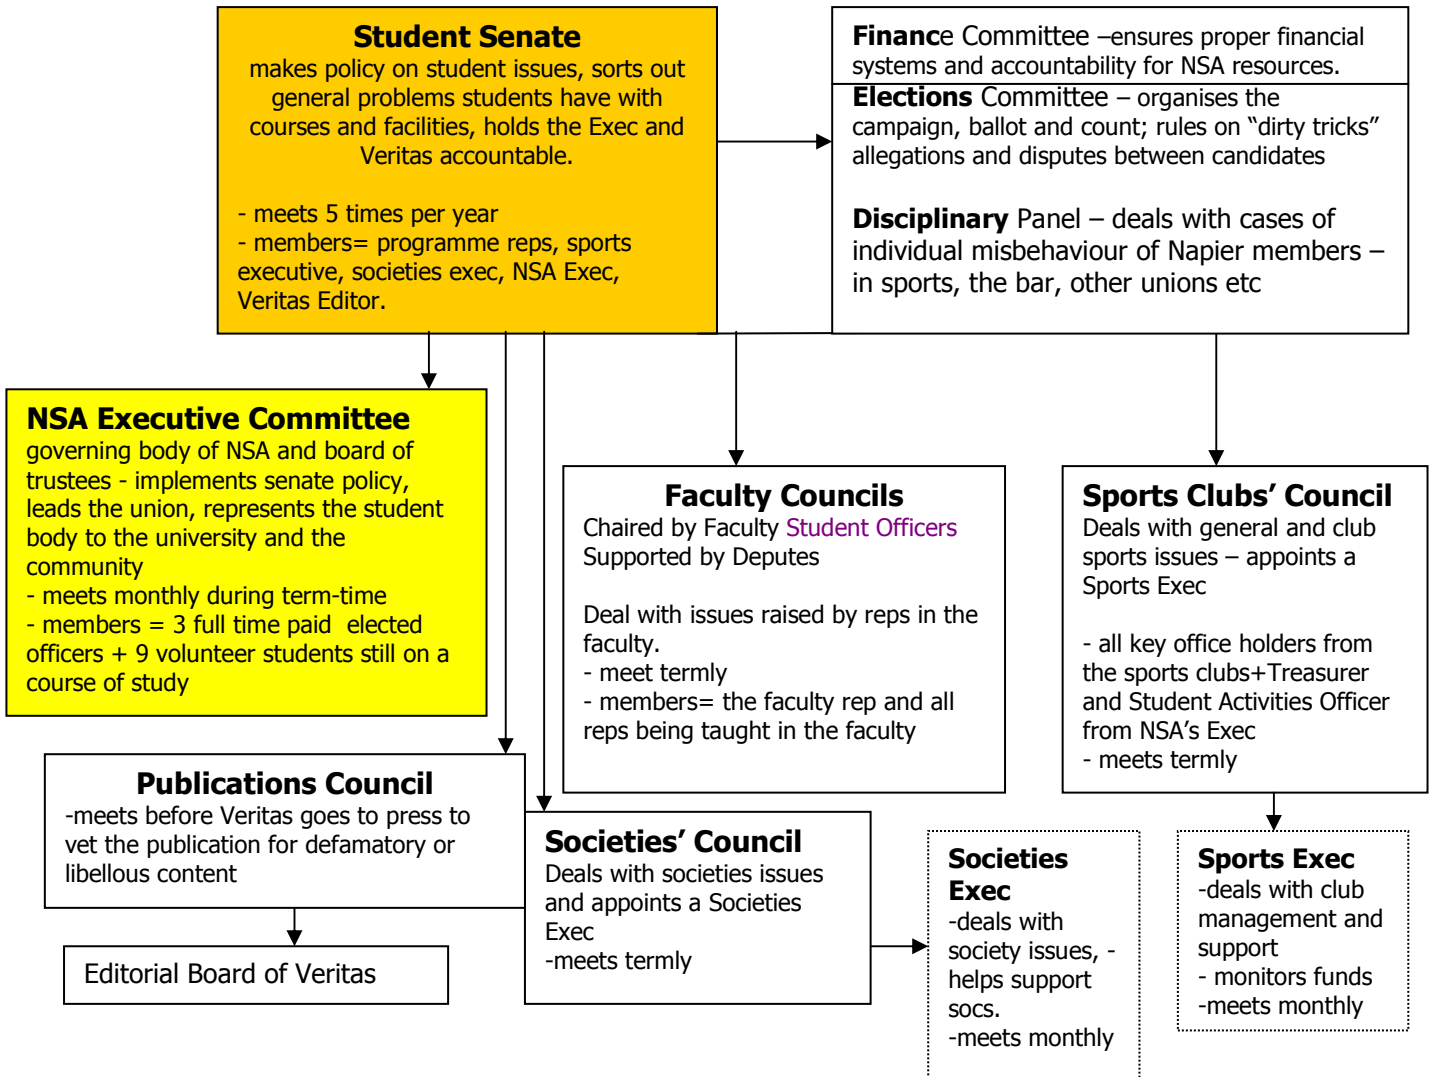 Student Senate
makes policy on student issues, sorts out
general problems students have with
courses and facilities, holds the Exec and
Veritas accountable.
- meets 5 times per year
- members= programme reps, sports
executive, societies exec, NSA Exec,
Veritas Editor.
Finance Committee –ensures proper financial
systems and accountability for NSA resources.
Elections Committee – organises the
campaign, ballot and count; rules on “dirty tricks”
allegations and disputes between candidates
Disciplinary Panel – deals with cases of
individual misbehaviour of Napier members –
in sports, the bar, other unions etc
NSA Executive Committee
governing body of NSA and board of
trustees - implements senate policy,
leads the union, represents the student
body to the university and the
community
- meets monthly during term-time
- members = 3 full time paid  elected
officers + 9 volunteer students still on a
course of study
Faculty Councils
Chaired by Faculty Student Officers
Supported by Deputes
Deal with issues raised by reps in the
faculty.
- meet termly
- members= the faculty rep and all
reps being taught in the faculty
Sports Clubs’ Council
Deals with general and club
sports issues – appoints a
Sports Exec
- all key office holders from
the sports clubs+Treasurer
and Student Activities Officer
from NSA’s Exec
- meets termly
Publications Council
-meets before Veritas goes to press to
vet the publication for defamatory or
libellous content
Editorial Board of Veritas
Societies’ Council
Deals with societies issues
and appoints a Societies
Exec
-meets termly
Societies
Exec
-deals with
society issues, -
helps support
socs.
-meets monthly
Sports Exec
-deals with club
management and
support
- monitors funds
-meets monthly